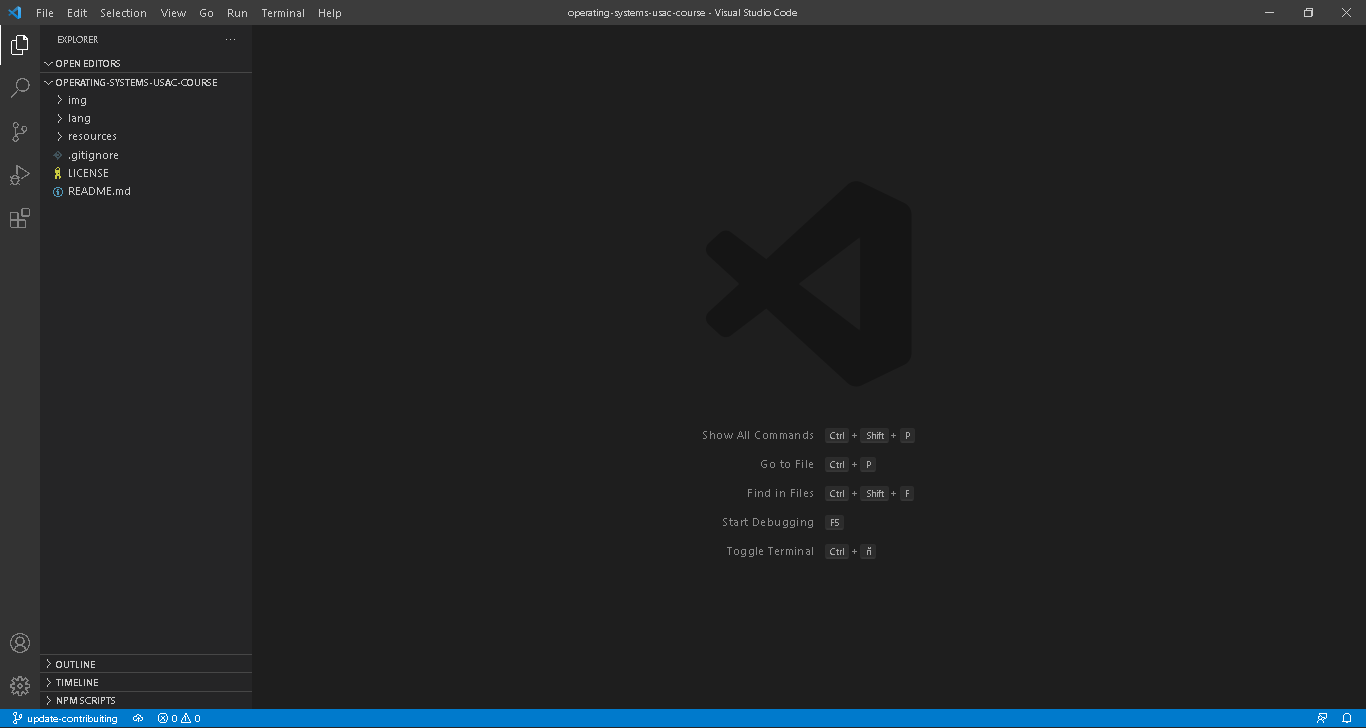 File Edit Selection View Go Run Terminal Help operating-systems-usac-course - Visual Studio Code
EXPLORER
OPEN EDITORS
OPERATING-SYSTEMS-USAC-COURSE
img
lang
resources
.gitignore
LICENSE
README.md
Show All Commands Ctrl + Shift + P
Go to File Ctrl + P
Find in Files Ctrl + Shift + F
Start Debugging F5
Toggle Terminal Ctrl + ñ
OUTLINE
TIMELINE
NPM SCRIPTS
update-contribuiting 0 0